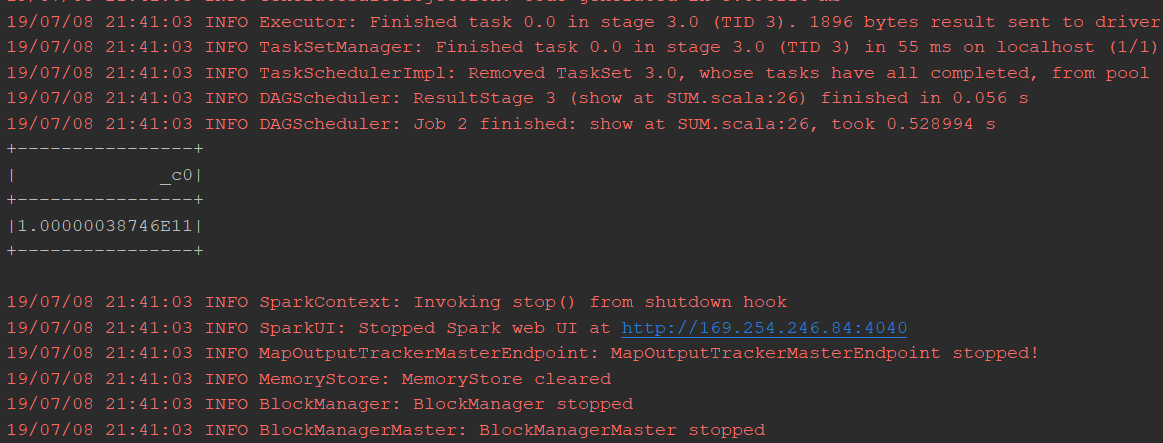 19/07/08 21:41:03 INFO Executor: Finished task 0.0 in stage 3.0 (TID 3). 1896 bytes result sent to driver
19/07/08 21:41:03 INFO TaskSetManager: Finished task 0.0 in stage 3.0 (TID 3) in 55 ms on localhost (1/1)
19/07/08 21:41:03 INFO TaskSchedulerImpl: Removed TaskSet 3.0, whose tasks have all completed, from pool
19/07/08 21:41:03 INFO DAGScheduler: ResultStage 3 (show at SUM.scala:26) finished in 0.056 s
19/07/08 21:41:03 INFO DAGScheduler: Job 2 finished: show at SUM.scala:26, took 0.528994 s
+----------------+
|             _c0|
+----------------+
|1.00000038746E11|
+----------------+
19/07/08 21:41:03 INFO SparkContext: Invoking stop() from shutdown hook
19/07/08 21:41:03 INFO SparkUI: Stopped Spark web UI at http://169.254.246.84:4040
19/07/08 21:41:03 INFO MapOutputTrackerMasterEndpoint: MapOutputTrackerMasterEndpoint stopped!
19/07/08 21:41:03 INFO MemoryStore: MemoryStore cleared
19/07/08 21:41:03 INFO BlockManager: BlockManager stopped
19/07/08 21:41:03 INFO BlockManagerMaster: BlockManagerMaster stopped